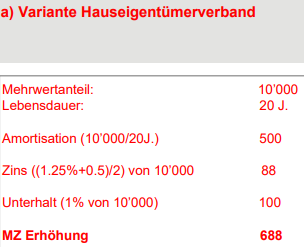 a) Variante Hauseigentümerverband
Mehrwertanteil: 10’000
Lebensdauer: 20 J.
Amortisation (10’000/20J.) 500
Zins ((1.25%+0.5)/2) von 10’000 88
Unterhalt (1% von 10’000) 100
MZ Erhöhung 688